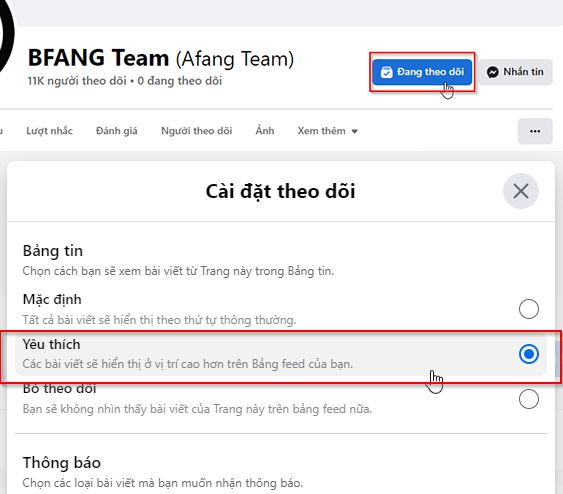 BFANG Team (Afang Team)
11K người theo dõi • 0 đang theo dõi
Đang theo dõi
Nhắn tin
Lượt nhắc
Đánh giá
Người theo dõi
Ảnh
Xem thêm
Cài đặt theo dõi
Bảng tin
Chọn cách bạn sẽ xem bài viết từ Trang này trong Bảng tin.
Mặc định
Tất cả bài viết sẽ hiển thị theo thứ tự thông thường.
Yêu thích
Các bài viết sẽ hiển thị ở vị trí cao hơn trên Bảng feed của bạn.
Bỏ theo dõi
Bạn sẽ không nhìn thấy bài viết của Trang này trên bảng feed nữa.
Thông báo
Chọn các loại bài viết mà bạn muốn nhận thông báo.